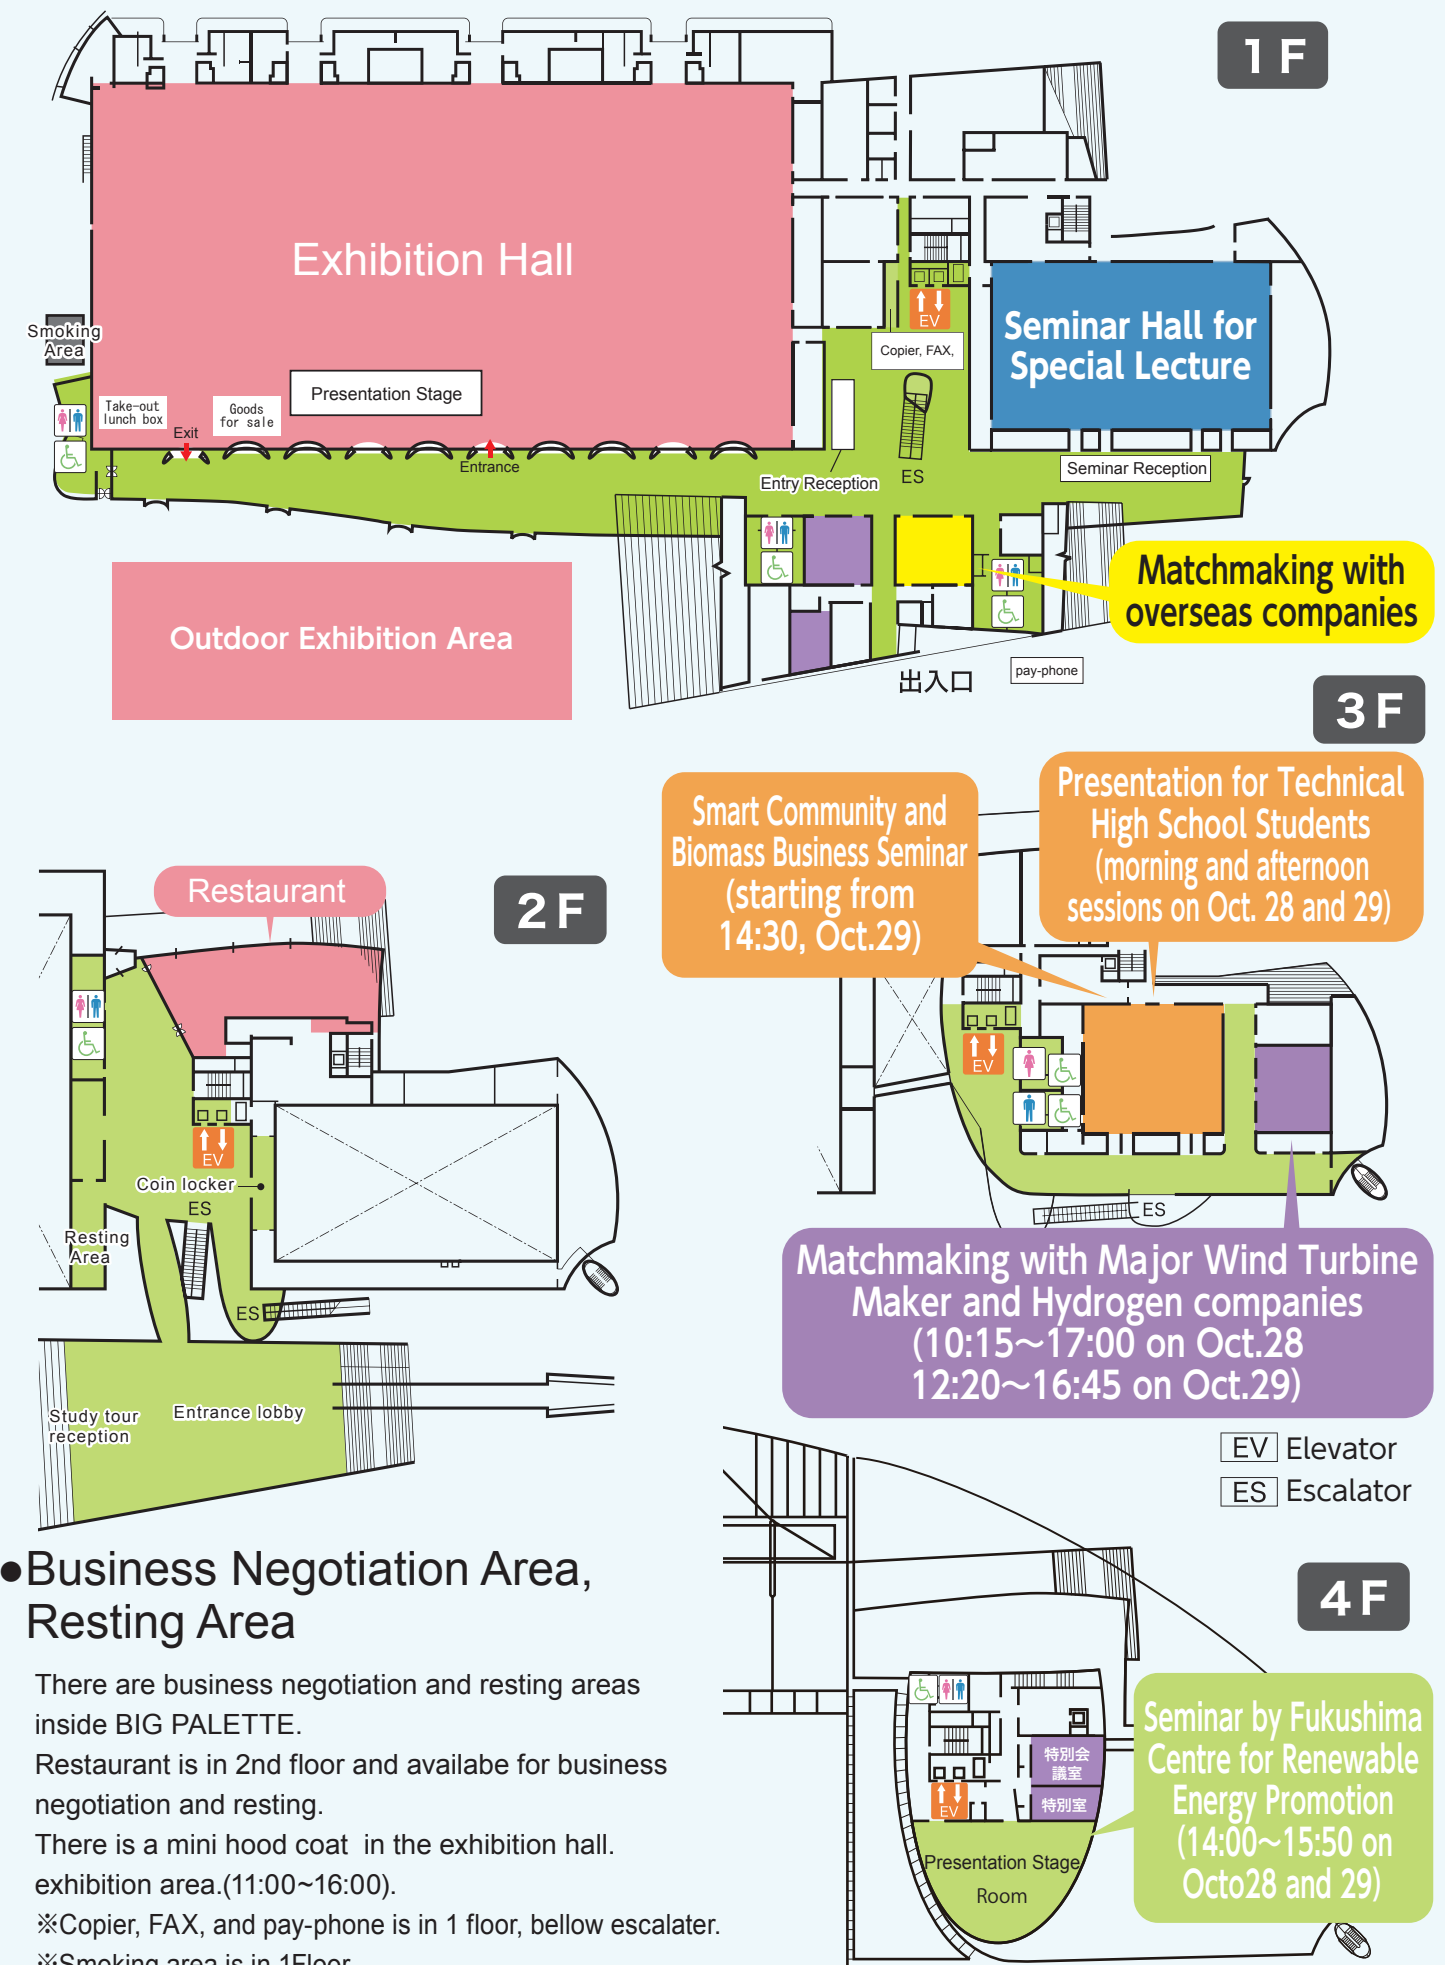 1F
Exhibition Hall
Smoking
Area
Take-out
lunch box
Goods
for sale
Presentation Stage
Exit
Entrance
EV
Copier, FAX,
ES
Entry Reception
Seminar Hall for
Special Lecture
Seminar Reception
Matchmaking with
overseas companies
Outdoor Exhibition Area
出入口
pay-phone
3F
Smart Community and
Biomass Business Seminar
(starting from
14:30, Oct.29)
Presentation for Technical
High School Students
(morning and afternoon
sessions on Oct. 28 and 29)
EV
ES
Matchmaking with Major Wind Turbine
Maker and Hydrogen companies
(10:15~17:00 on Oct.28
12:20~16:45 on Oct.29)
2F
Restaurant
EV
Coin locker
ES
Resting
Area
ES
Study tour
reception
Entrance lobby
EV Elevator
ES Escalator
4F
特別会
議室
特別室
EV
Presentation Stage
Room
Seminar by Fukushima
Centre for Renewable
Energy Promotion
(14:00~15:50 on
Octo28 and 29)
●Business Negotiation Area,
Resting Area
There are business negotiation and resting areas
inside BIG PALETTE.
Restaurant is in 2nd floor and availabe for business
negotiation and resting.
There is a mini hood coat in the exhibition hall.
exhibition area.(11:00~16:00).
※Copier, FAX, and pay-phone is in 1 floor, bellow escalater.
※Smoking area is in 1Floor